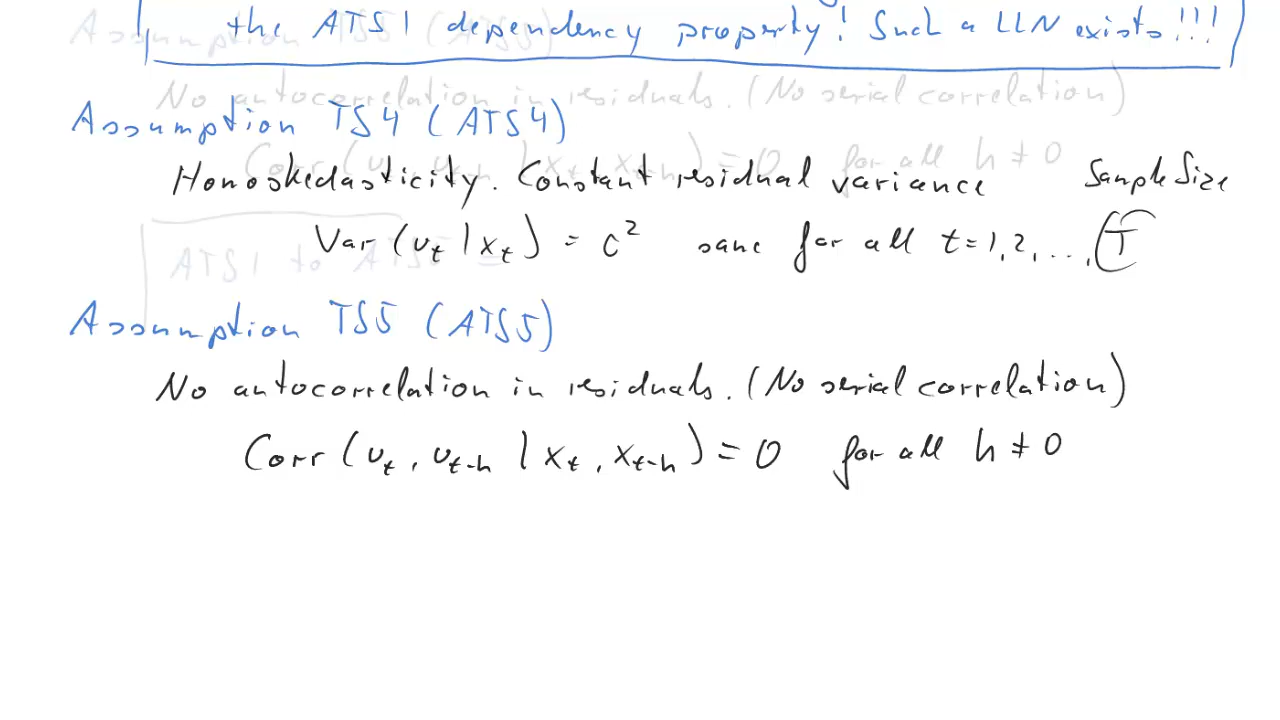 the ATS1 dependency property! Such a LLN exists!!!
Assumption TS4 (ATS4)
Homoskedasticity. Constant residual variance
Sample Size
Var (u_t | x_t) = c² same for all t = 1, 2, ..., T
Assumption TS5 (ATS5)
No autocorrelation in residuals. (No serial correlation)
Corr (u_t, u_t-h | x_t, x_t-h) = 0 for all h ≠ 0